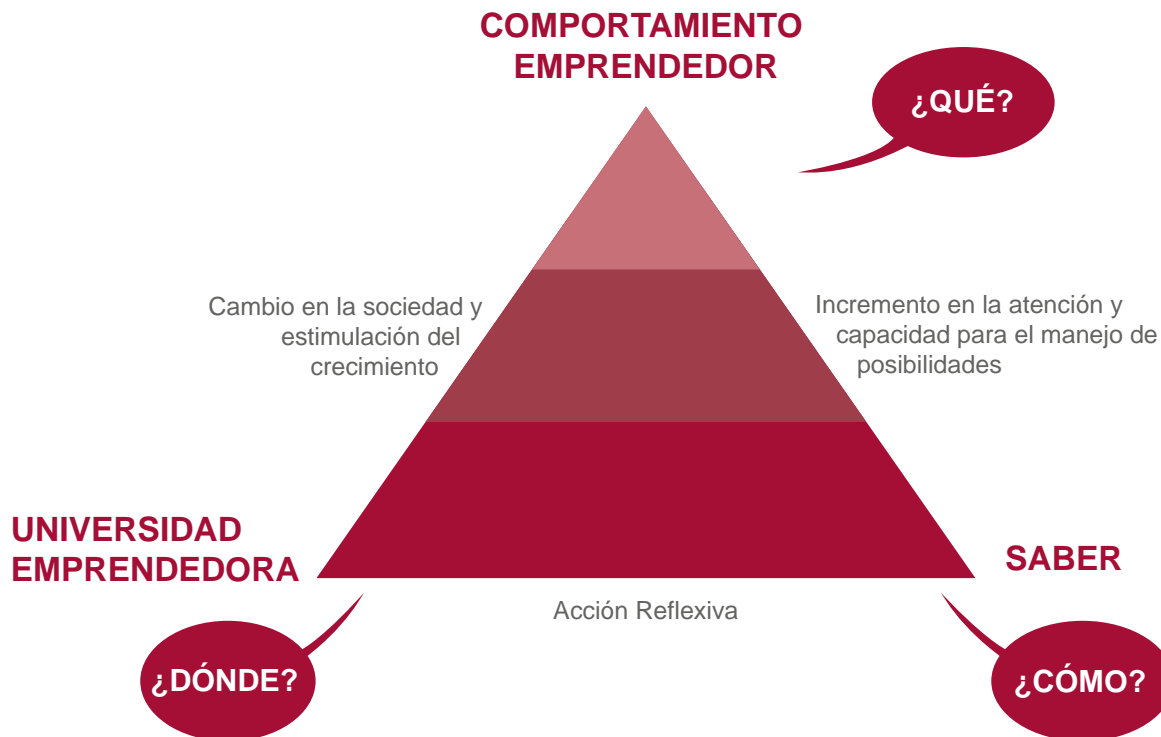 COMPORTAMIENTO
EMPRENDEDOR
¿QUÉ?
Cambio en la sociedad y
estimulación del
crecimiento
Incremento en la atención y
capacidad para el manejo de
posibilidades
UNIVERSIDAD
EMPRENDEDORA
SABER
Acción Reflexiva
¿DÓNDE?
¿CÓMO?